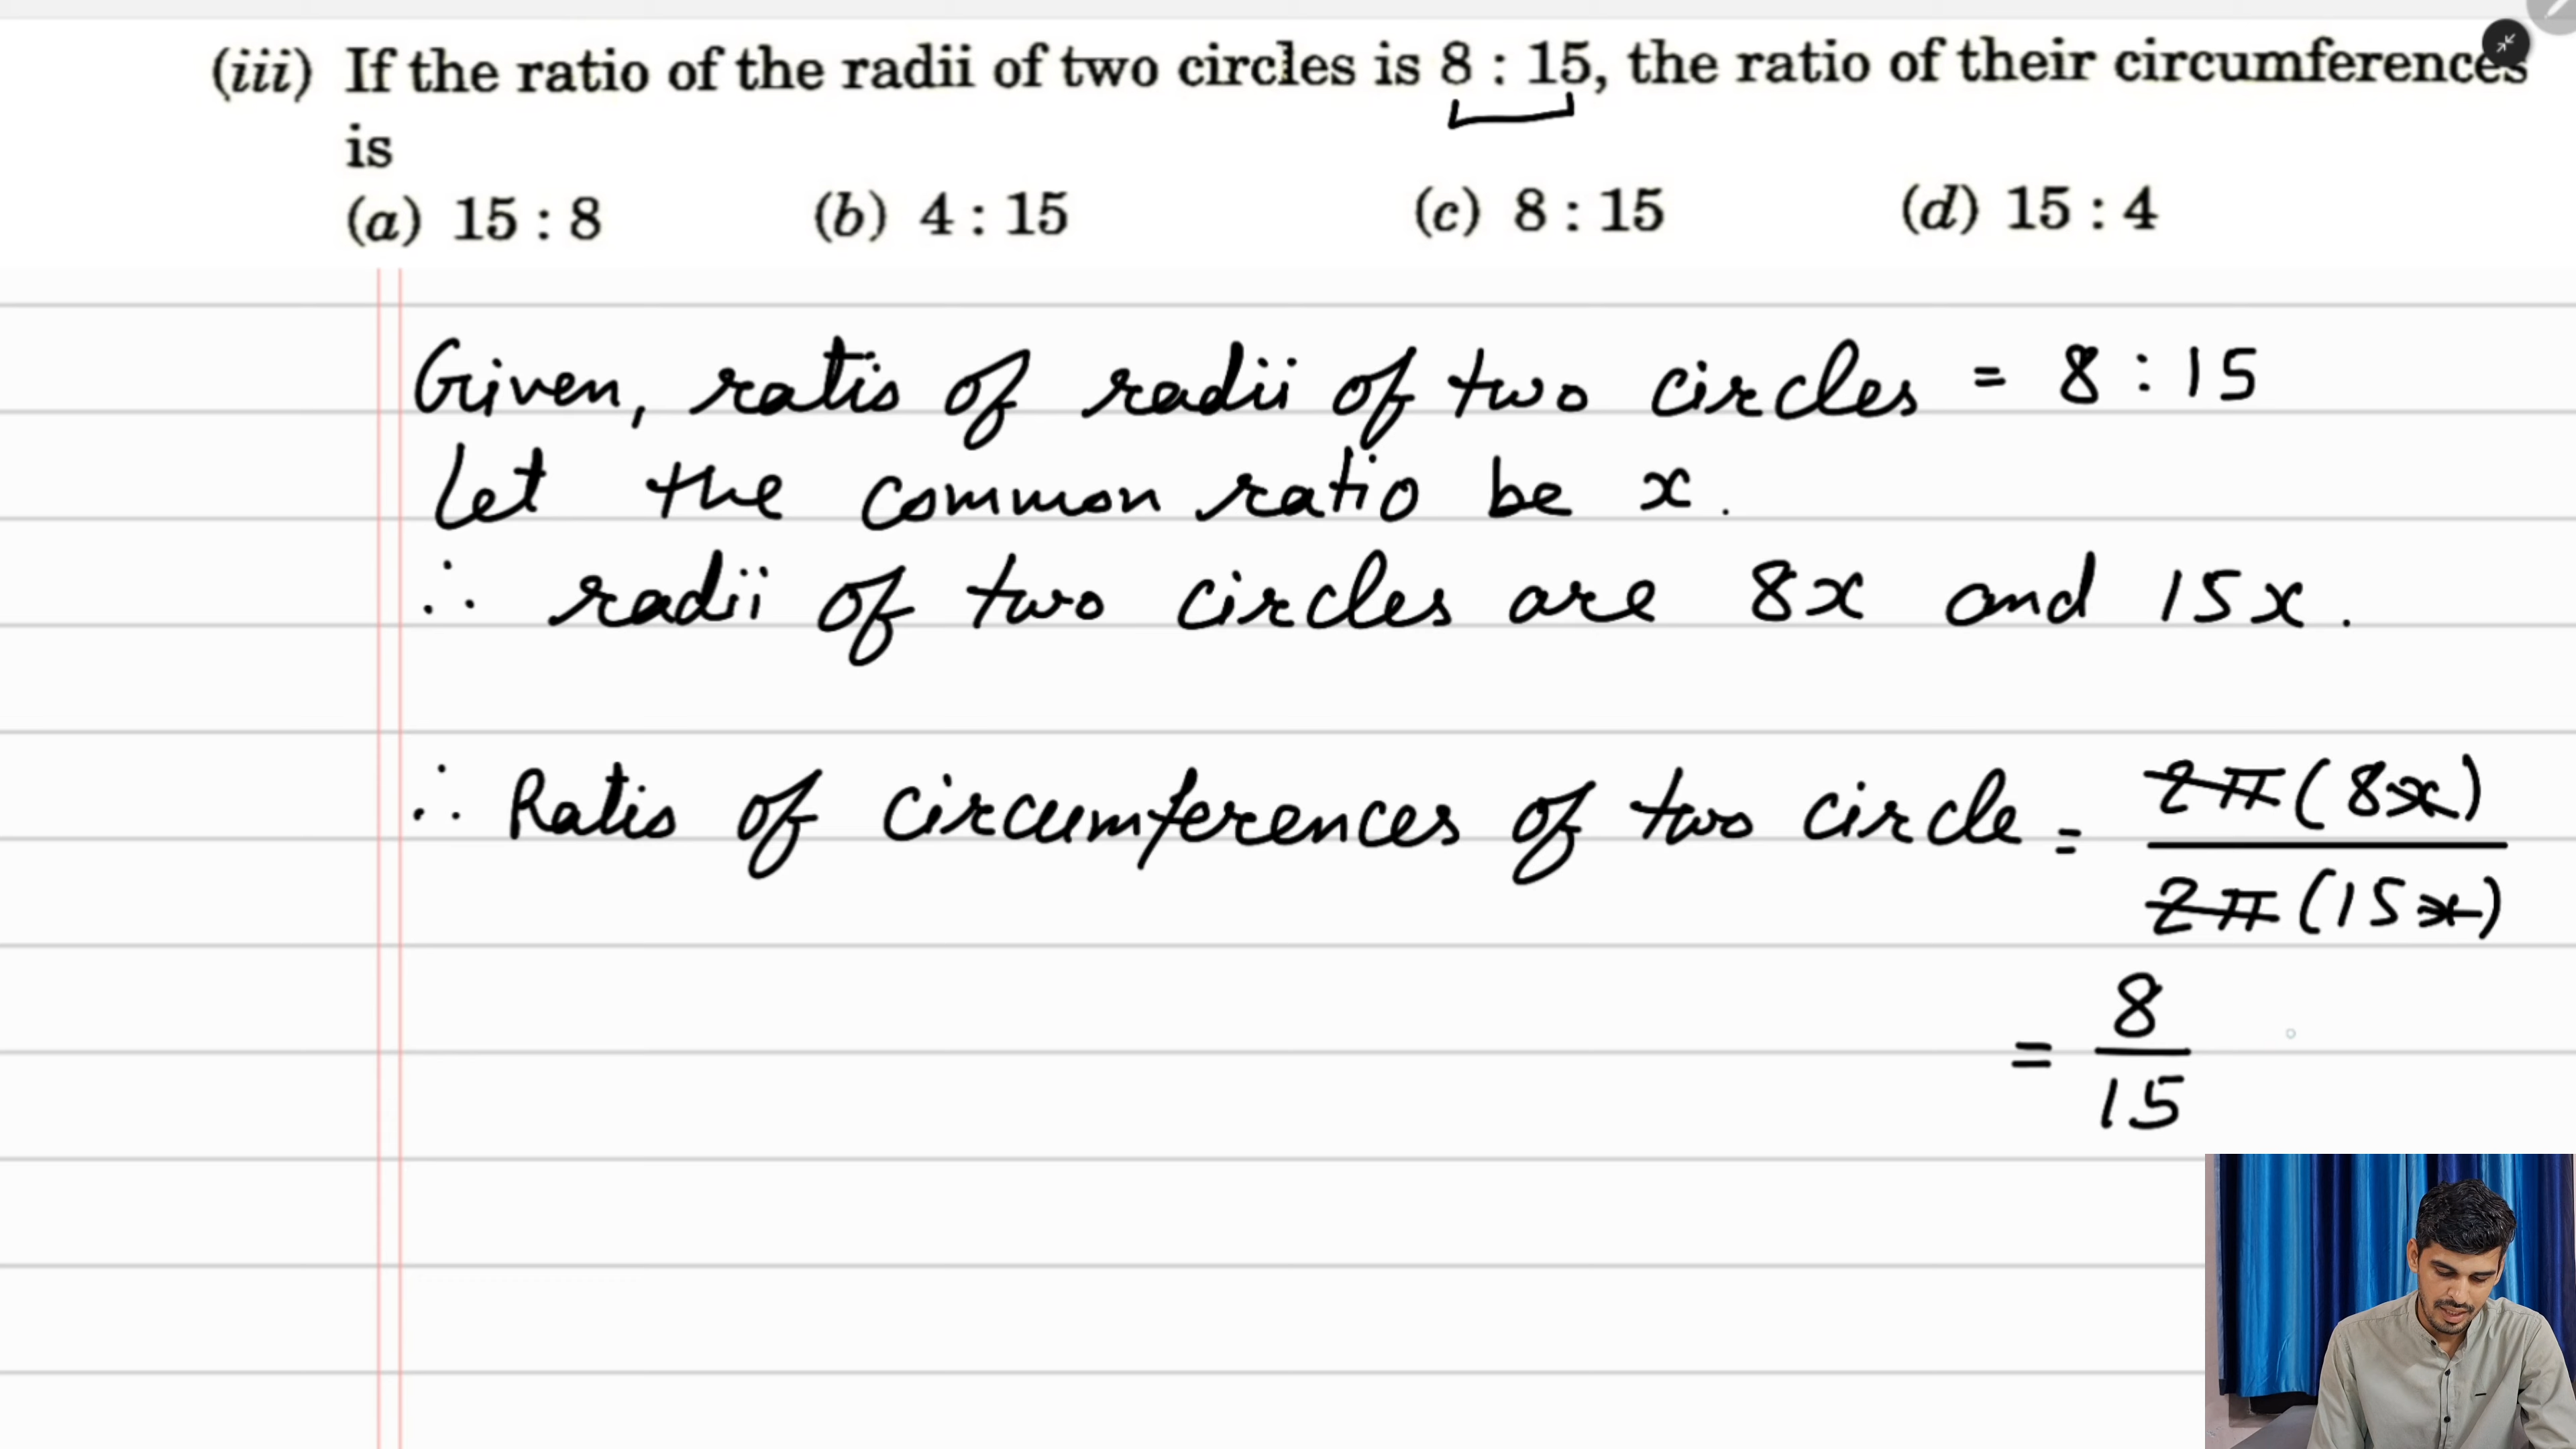 (iii) If the ratio of the radii of two circles is 8 : 15, the ratio of their circumferences
is
(a) 15 : 8 (b) 4 : 15 (c) 8 : 15 (d) 15 : 4
Given, ratio of radii of two circles = 8 : 15
Let the common ratio be x.
∴ radii of two circles are 8x and 15x.
∴ Ratio of circumferences of two circle = 2π(8x) / 2π(15x)
= 8/15